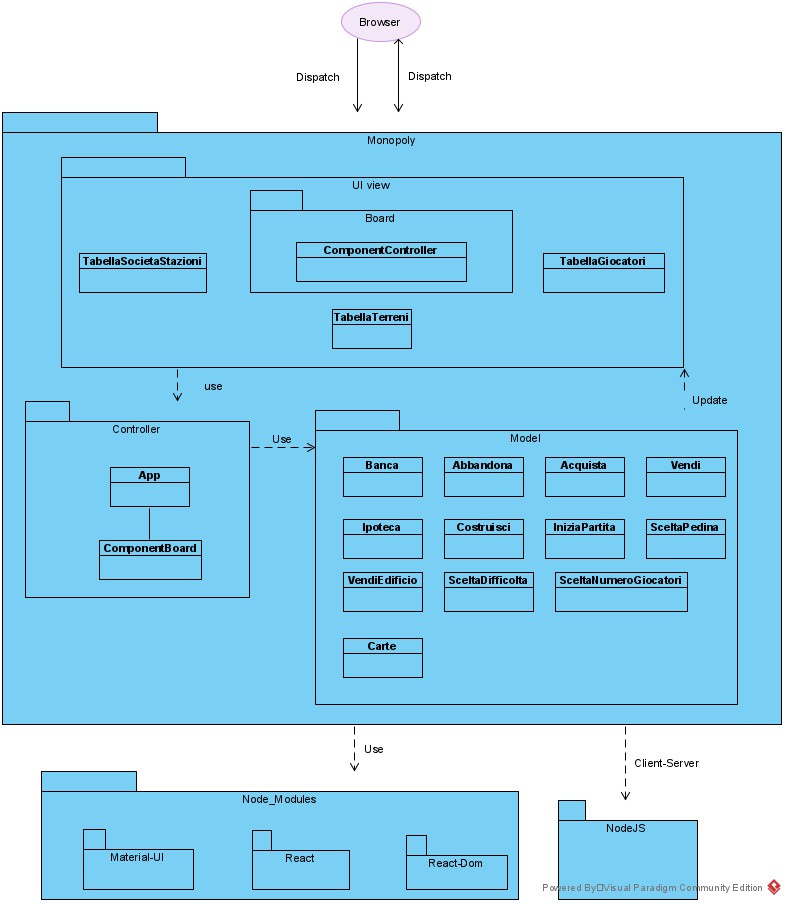 Browser
Dispatch
Dispatch
Monopoly
UI view
Board
ComponentController
TabellaSocietaStazioni
TabellaGiocatori
TabellaTerreni
use
Update
Controller
Use
Model
App
ComponentBoard
Banca
Abbandona
Acquista
Vendi
Ipoteca
Costruisci
IniziaPartita
SceltaPedina
VendiEdificio
SceltaDifficolta
SceltaNumeroGiocatori
Carte
Use
Client-Server
Node_Modules
Material-UI
React
React-Dom
NodeJS
Powered By□Visual Paradigm Community Edition